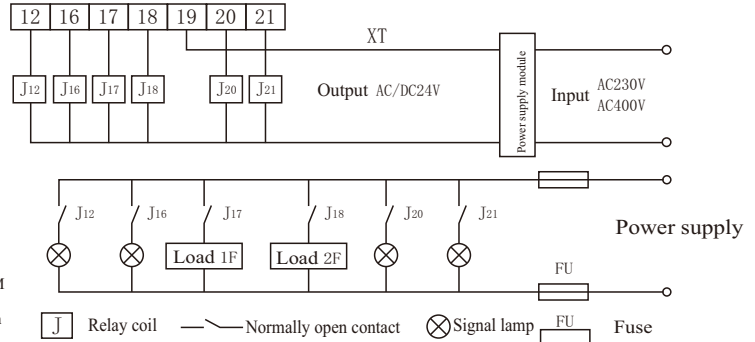 12 16 17 18 19 20 21
XT
J12 J16 J17 J18 J20 J21
Output AC/DC24V
Power supply module
Input AC230V
AC400V
J12 J16 J17 J18 J20 J21
Power supply
Load 1F Load 2F
FU
J Relay coil Normally open contact Signal lamp FU Fuse